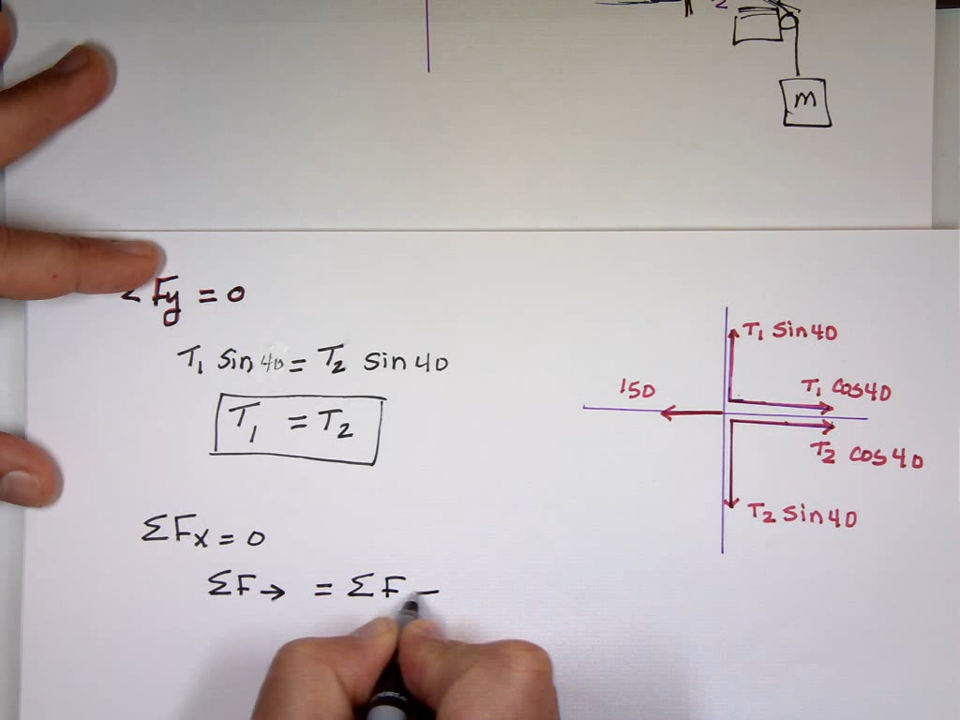 2
m
ΣFy = 0
T₁ sin 40 = T₂ sin 40
T₁ = T₂
ΣFx = 0
ΣF→ = ΣF
T₁ sin 40
150
T₁ cos 40
T₂ cos 40
T₂ sin 40